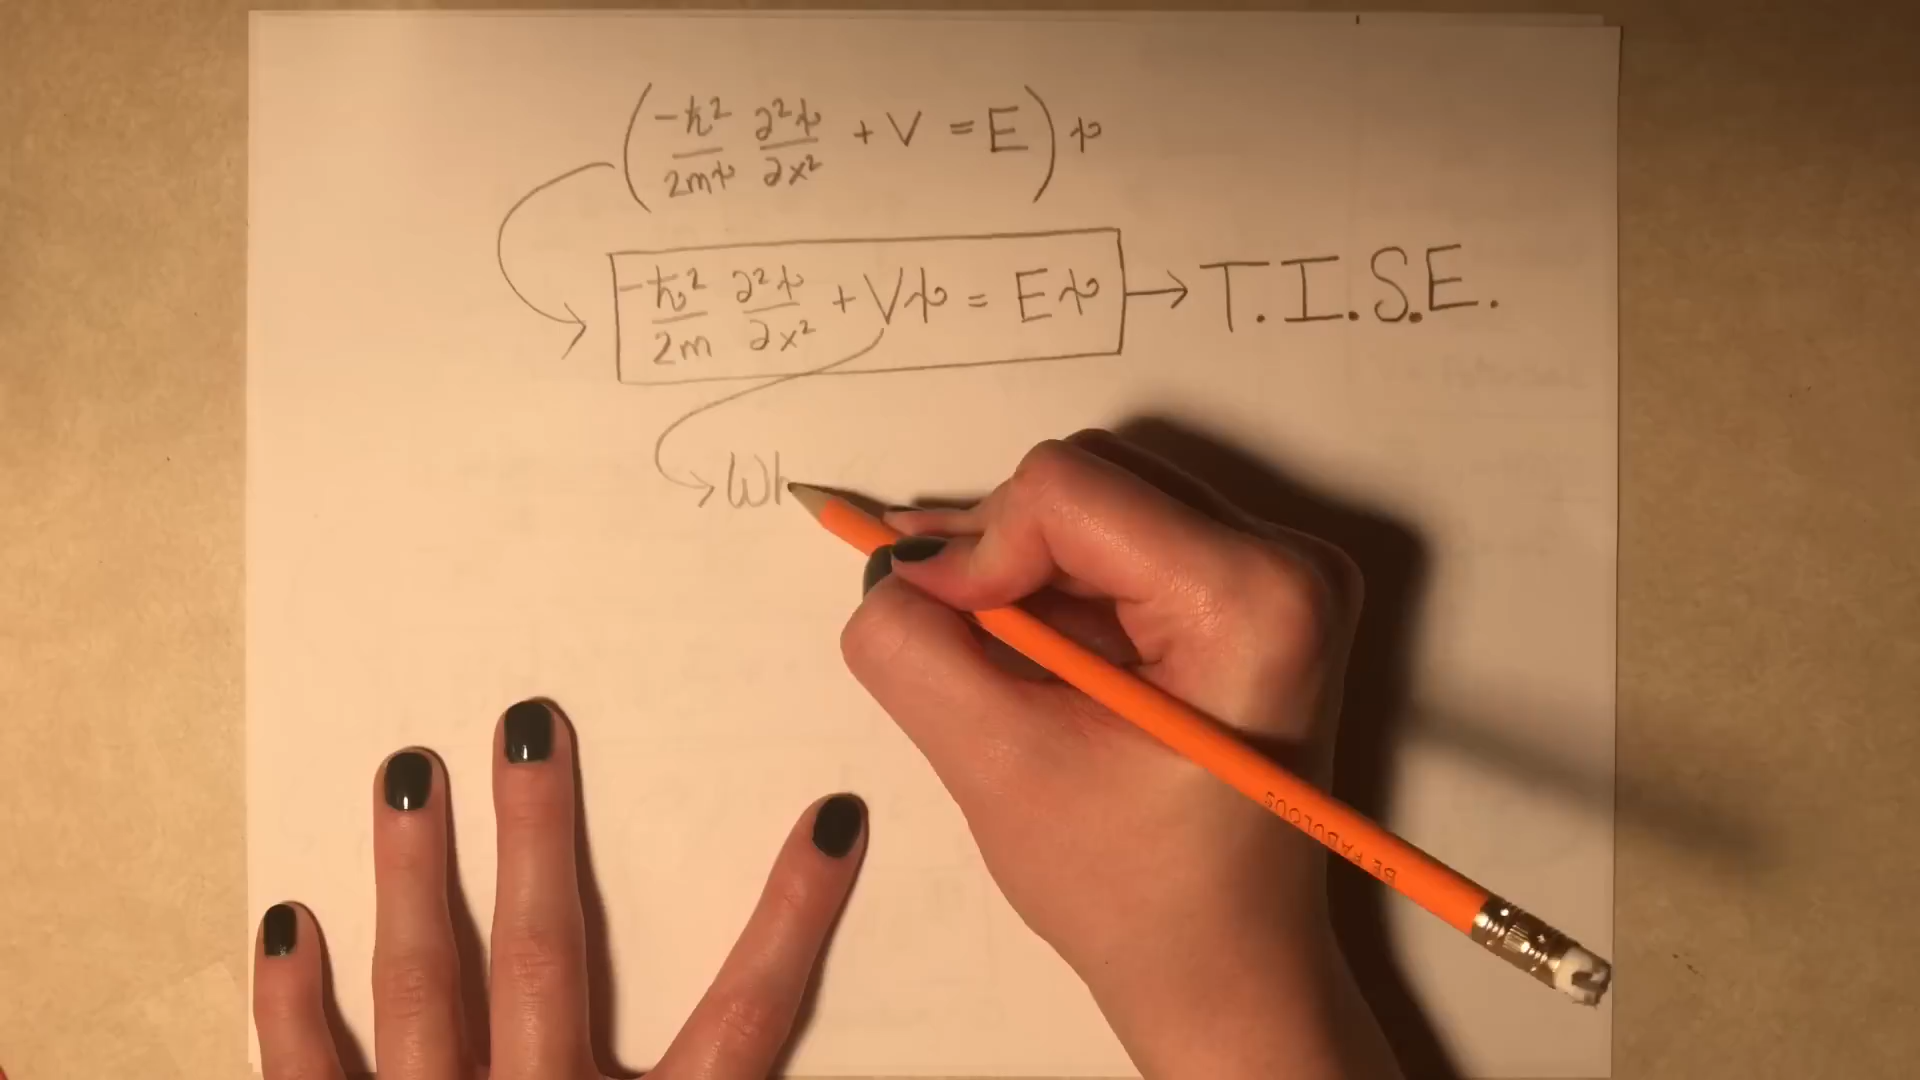 (-ħ²/2mψ ∂²ψ/∂x² + V = E) ψ
-ħ²/2m ∂²ψ/∂x² + Vψ = Eψ → T.I.S.E.
Wh
BE FABULOUS